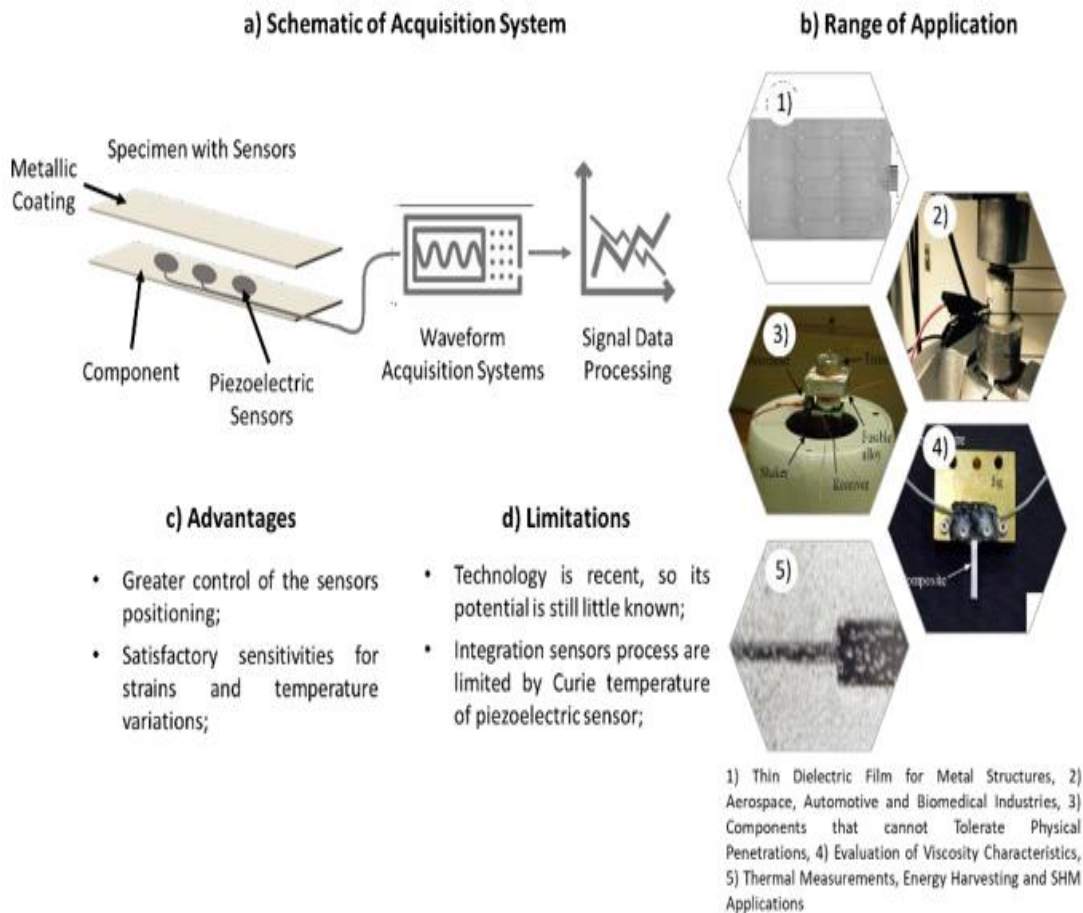 a) Schematic of Acquisition System
Specimen with Sensors
Metallic
Coating
Component
Piezoelectric
Sensors
Waveform
Acquisition Systems
Signal Data
Processing
b) Range of Application
1)
2)
3)
Fusible
alloy
Shaker
Receiver
4)
Jig
5)
c) Advantages
• Greater control of the sensors
positioning;
• Satisfactory sensitivities for
strains and temperature
variations;
d) Limitations
• Technology is recent, so its
potential is still little known;
• Integration sensors process are
limited by Curie temperature
of piezoelectric sensor;
1) Thin Dielectric Film for Metal Structures, 2)
Aerospace, Automotive and Biomedical Industries, 3)
Components that cannot Tolerate Physical
Penetrations, 4) Evaluation of Viscosity Characteristics,
5) Thermal Measurements, Energy Harvesting and SHM
Applications